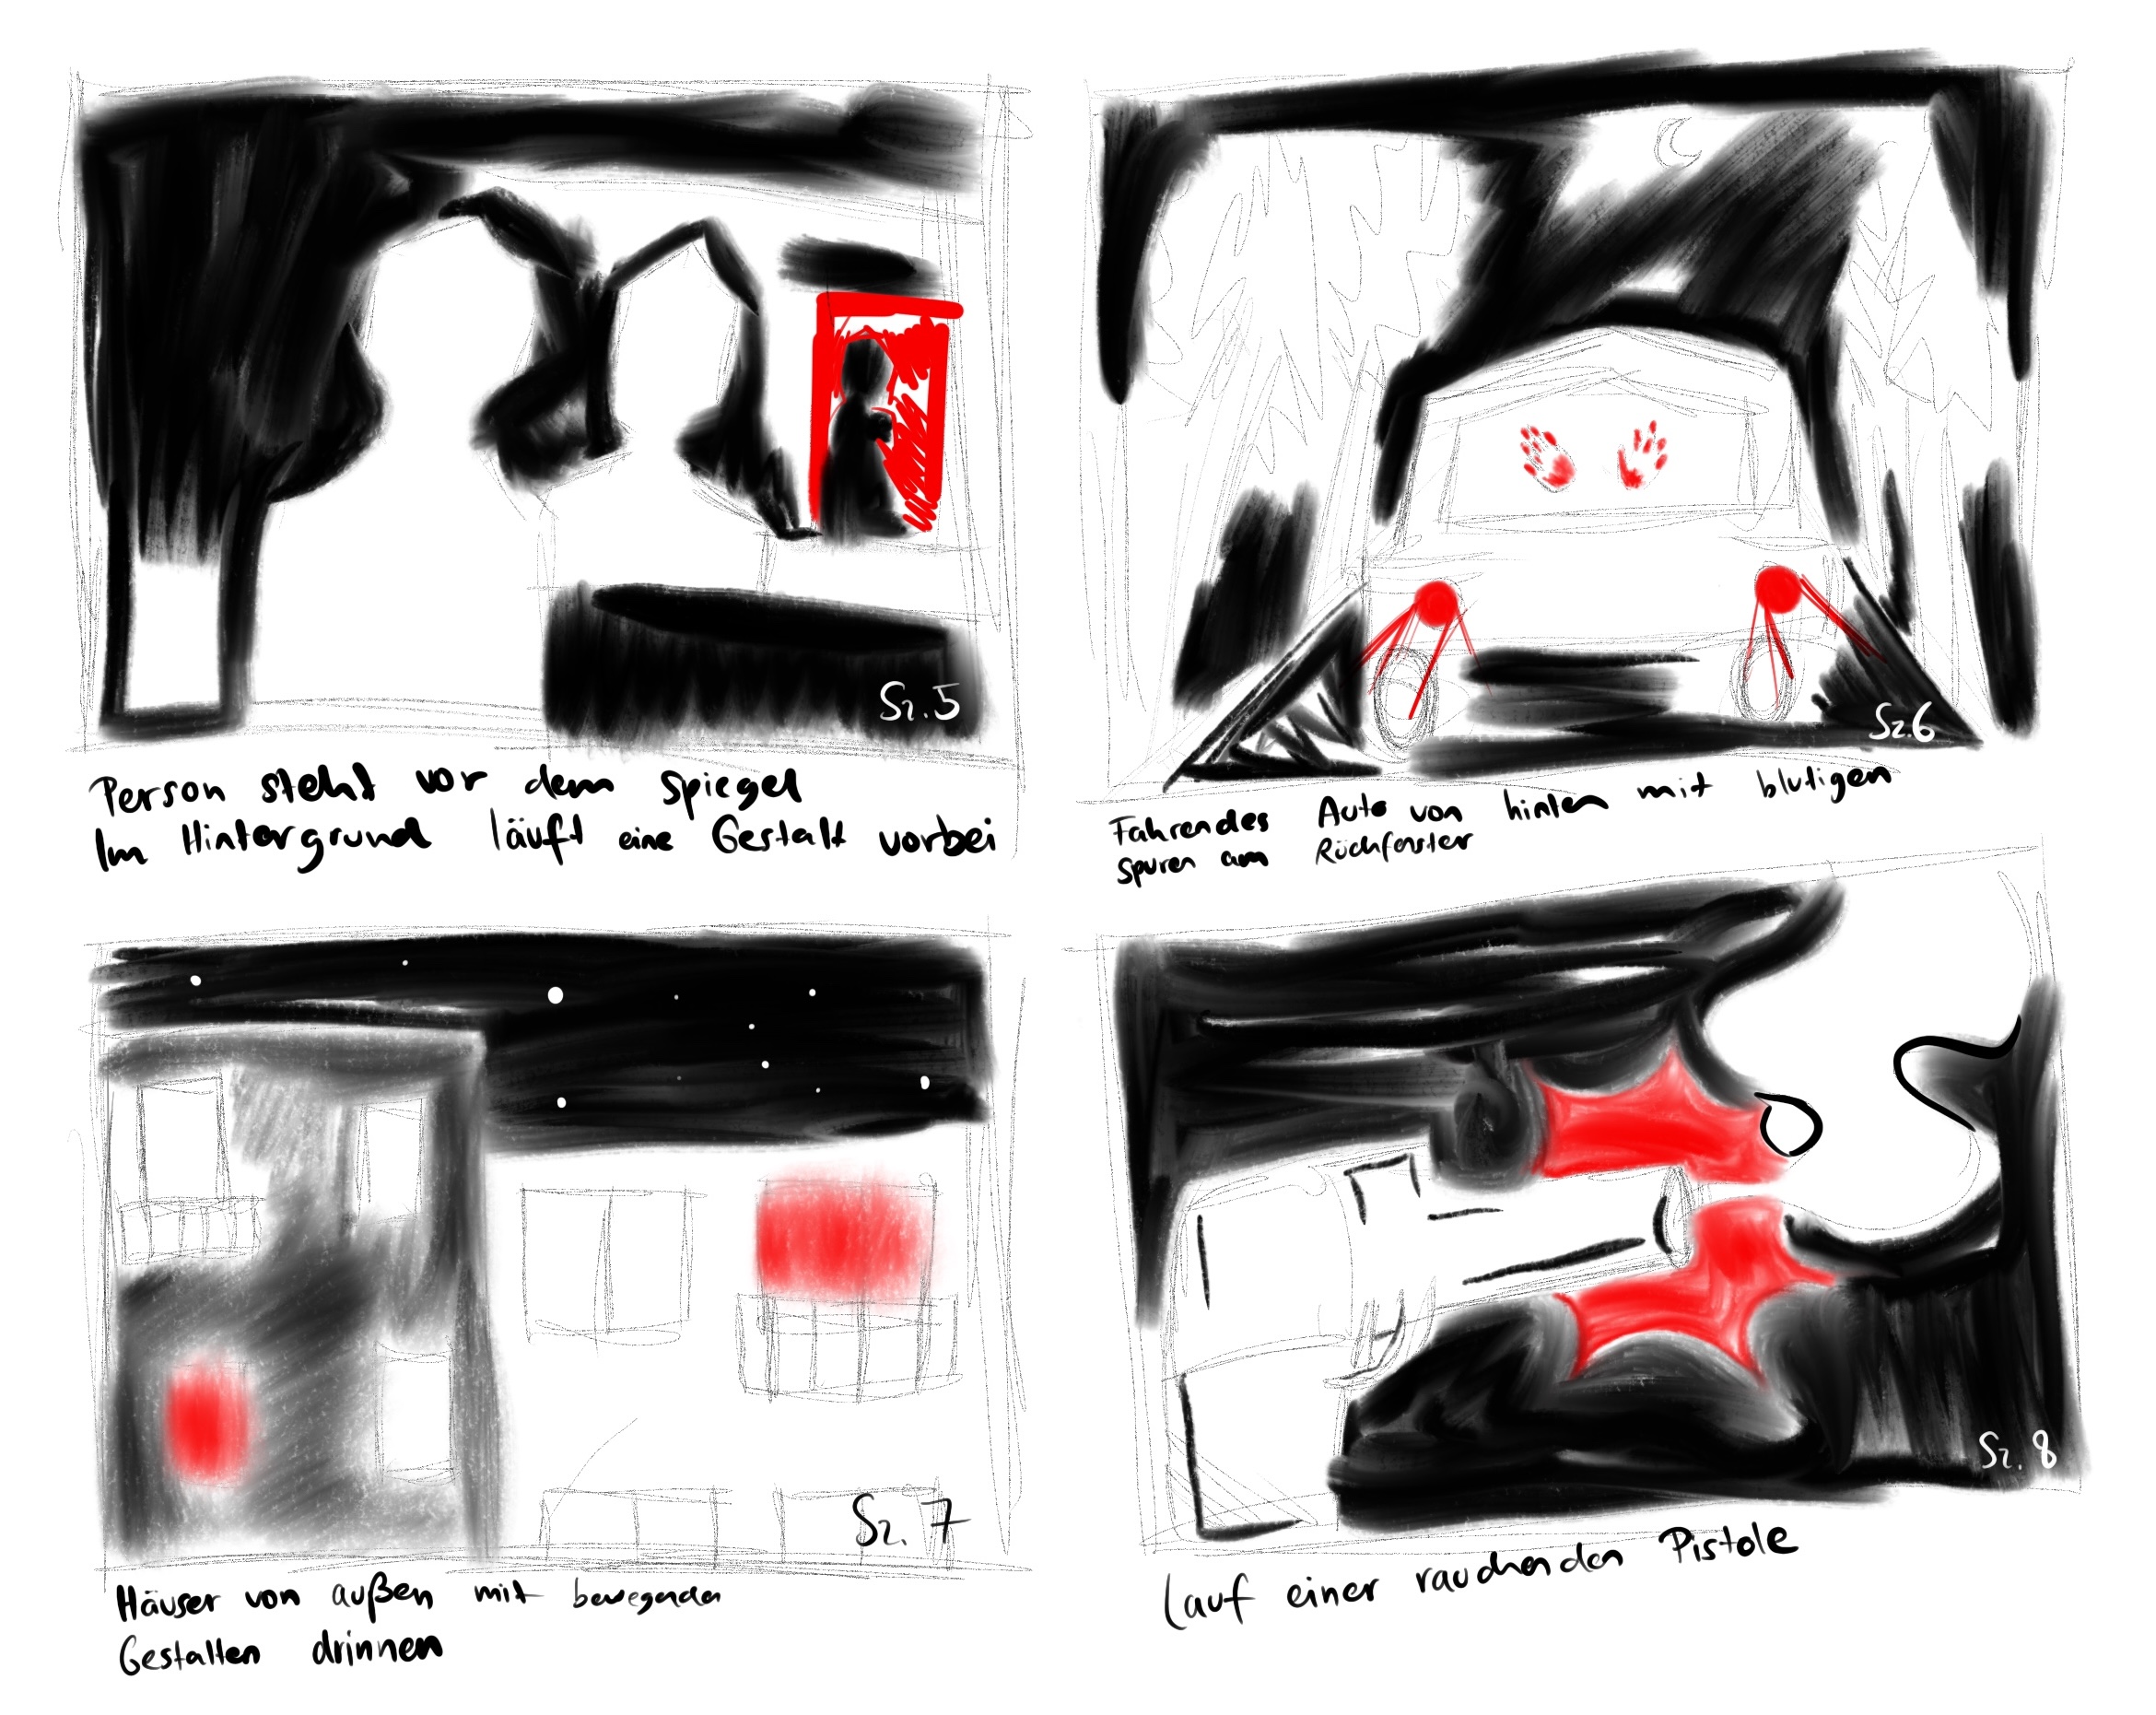 Sz. 5
Person steht vor dem Spiegel
Im Hintergrund läuft eine Gestalt vorbei
Sz. 6
Fahrendes Auto von hinten mit blutigen
spuren am Rückfenster
Sz. 7
Häuser von außen mit bewegenden
Gestalten drinnen
Sz. 8
Lauf einer rauchenden Pistole